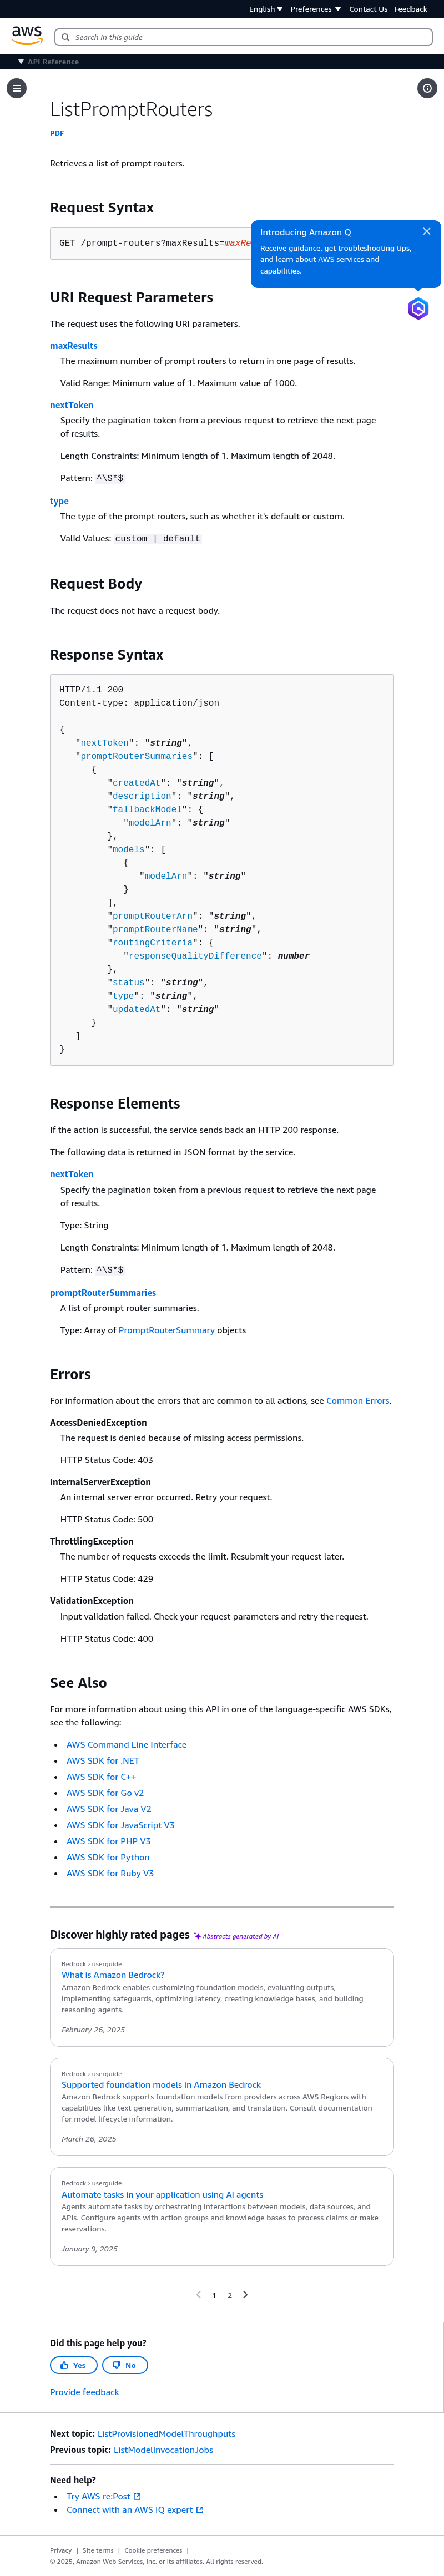 English
Preferences
Contact Us
Feedback
aws
Search in this guide
API Reference
ListPromptRouters
PDF
Retrieves a list of prompt routers.
Request Syntax
GET /prompt-routers?maxResults=maxRe
Introducing Amazon Q
Receive guidance, get troubleshooting tips,
and learn about AWS services and
capabilities.
URI Request Parameters
The request uses the following URI parameters.
maxResults
The maximum number of prompt routers to return in one page of results.
Valid Range: Minimum value of 1. Maximum value of 1000.
nextToken
Specify the pagination token from a previous request to retrieve the next page
of results.
Length Constraints: Minimum length of 1. Maximum length of 2048.
Pattern: ^\S*$
type
The type of the prompt routers, such as whether it's default or custom.
Valid Values: custom | default
Request Body
The request does not have a request body.
Response Syntax
HTTP/1.1 200
Content-type: application/json
{
"nextToken": "string",
"promptRouterSummaries": [
{
"createdAt": "string",
"description": "string",
"fallbackModel": {
"modelArn": "string"
},
"models": [
{
"modelArn": "string"
}
],
"promptRouterArn": "string",
"promptRouterName": "string",
"routingCriteria": {
"responseQualityDifference": number
},
"status": "string",
"type": "string",
"updatedAt": "string"
}
]
}
Response Elements
If the action is successful, the service sends back an HTTP 200 response.
The following data is returned in JSON format by the service.
nextToken
Specify the pagination token from a previous request to retrieve the next page
of results.
Type: String
Length Constraints: Minimum length of 1. Maximum length of 2048.
Pattern: ^\S*$
promptRouterSummaries
A list of prompt router summaries.
Type: Array of PromptRouterSummary objects
Errors
For information about the errors that are common to all actions, see Common Errors.
AccessDeniedException
The request is denied because of missing access permissions.
HTTP Status Code: 403
InternalServerException
An internal server error occurred. Retry your request.
HTTP Status Code: 500
ThrottlingException
The number of requests exceeds the limit. Resubmit your request later.
HTTP Status Code: 429
ValidationException
Input validation failed. Check your request parameters and retry the request.
HTTP Status Code: 400
See Also
For more information about using this API in one of the language-specific AWS SDKs,
see the following:
• AWS Command Line Interface
• AWS SDK for .NET
• AWS SDK for C++
• AWS SDK for Go v2
• AWS SDK for Java V2
• AWS SDK for JavaScript V3
• AWS SDK for PHP V3
• AWS SDK for Python
• AWS SDK for Ruby V3
Discover highly rated pages Abstracts generated by AI
Bedrock › userguide
What is Amazon Bedrock?
Amazon Bedrock enables customizing foundation models, evaluating outputs,
implementing safeguards, optimizing latency, creating knowledge bases, and building
reasoning agents.
February 26, 2025
Bedrock › userguide
Supported foundation models in Amazon Bedrock
Amazon Bedrock supports foundation models from providers across AWS Regions with
capabilities like text generation, summarization, and translation. Consult documentation
for model lifecycle information.
March 26, 2025
Bedrock › userguide
Automate tasks in your application using AI agents
Agents automate tasks by orchestrating interactions between models, data sources, and
APIs. Configure agents with action groups and knowledge bases to process claims or make
reservations.
January 9, 2025
1 2
Did this page help you?
Yes
No
Provide feedback
Next topic: ListProvisionedModelThroughputs
Previous topic: ListModelInvocationJobs
Need help?
• Try AWS re:Post
• Connect with an AWS IQ expert
Privacy | Site terms | Cookie preferences |
© 2025, Amazon Web Services, Inc. or its affiliates. All rights reserved.